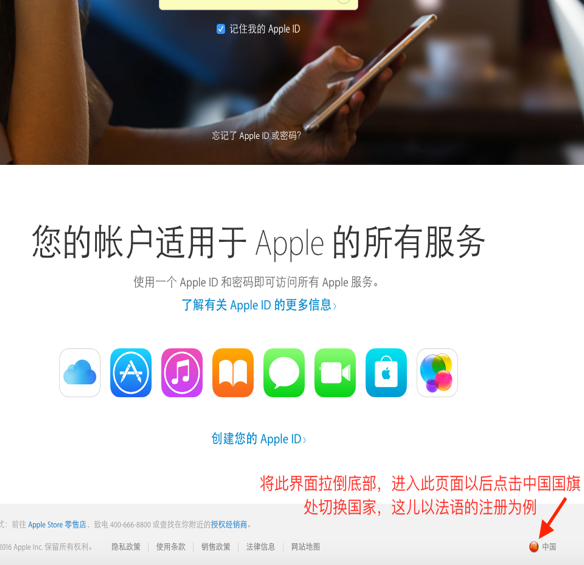 记住我的 Apple ID
忘记了 Apple ID 或密码?
您的帐户适用于 Apple 的所有服务
使用一个 Apple ID 和密码即可访问所有 Apple 服务。
了解有关 Apple ID 的更多信息›
创建您的 Apple ID›
将此界面拉倒底部，进入此页面以后点击中国国旗
处切换国家，这儿以法语的注册为例
式：前往 Apple Store 零售店、致电 400-666-8800 或查找在你附近的授权经销商。
2016 Apple Inc. 保留所有权利。 隐私政策 | 使用条款 | 销售政策 | 法律信息 | 网站地图 中国